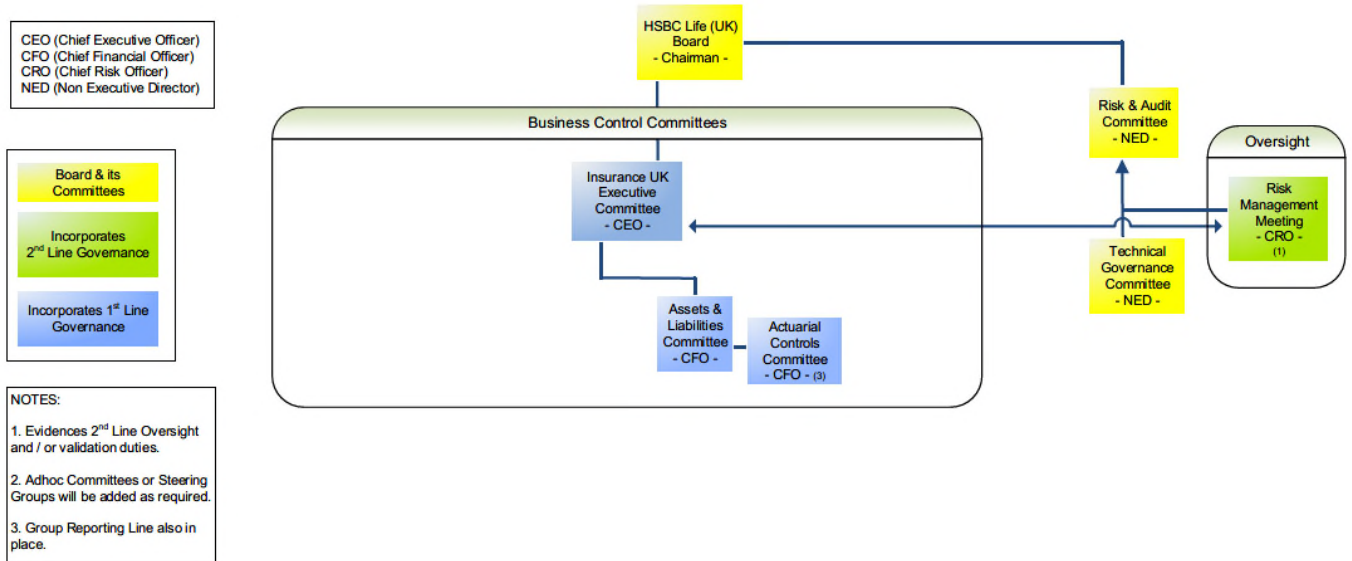 CEO (Chief Executive Officer)
CFO (Chief Financial Officer)
CRO (Chief Risk Officer)
NED (Non Executive Director)
Board & its
Committees
Incorporates
2nd Line Governance
Incorporates 1st Line
Governance
NOTES:
1. Evidences 2nd Line Oversight
and / or validation duties.
2. Adhoc Committees or Steering
Groups will be added as required.
3. Group Reporting Line also in
place.
HSBC Life (UK)
Board
- Chairman -
Business Control Committees
Insurance UK
Executive
Committee
- CEO -
Assets &
Liabilities
Committee
- CFO -
Actuarial
Controls
Committee
- CFO - (3)
Risk & Audit
Committee
- NED -
Technical
Governance
Committee
- NED -
Oversight
Risk
Management
Meeting
- CRO -
(1)